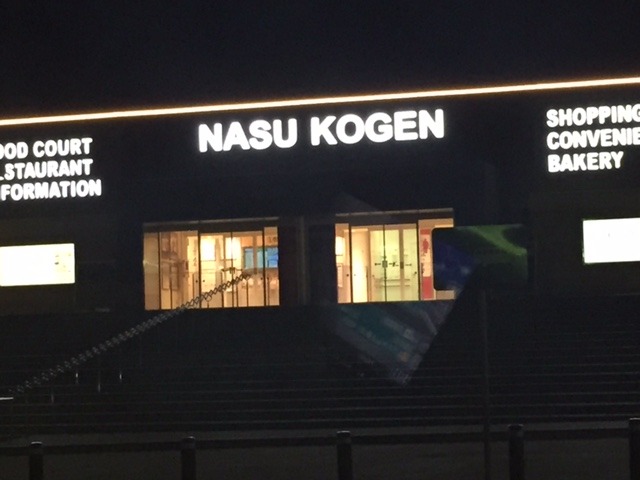 NASU KOGEN
OOD COURT
STAURANT
FORMATION
SHOPPING
CONVENIE
BAKERY